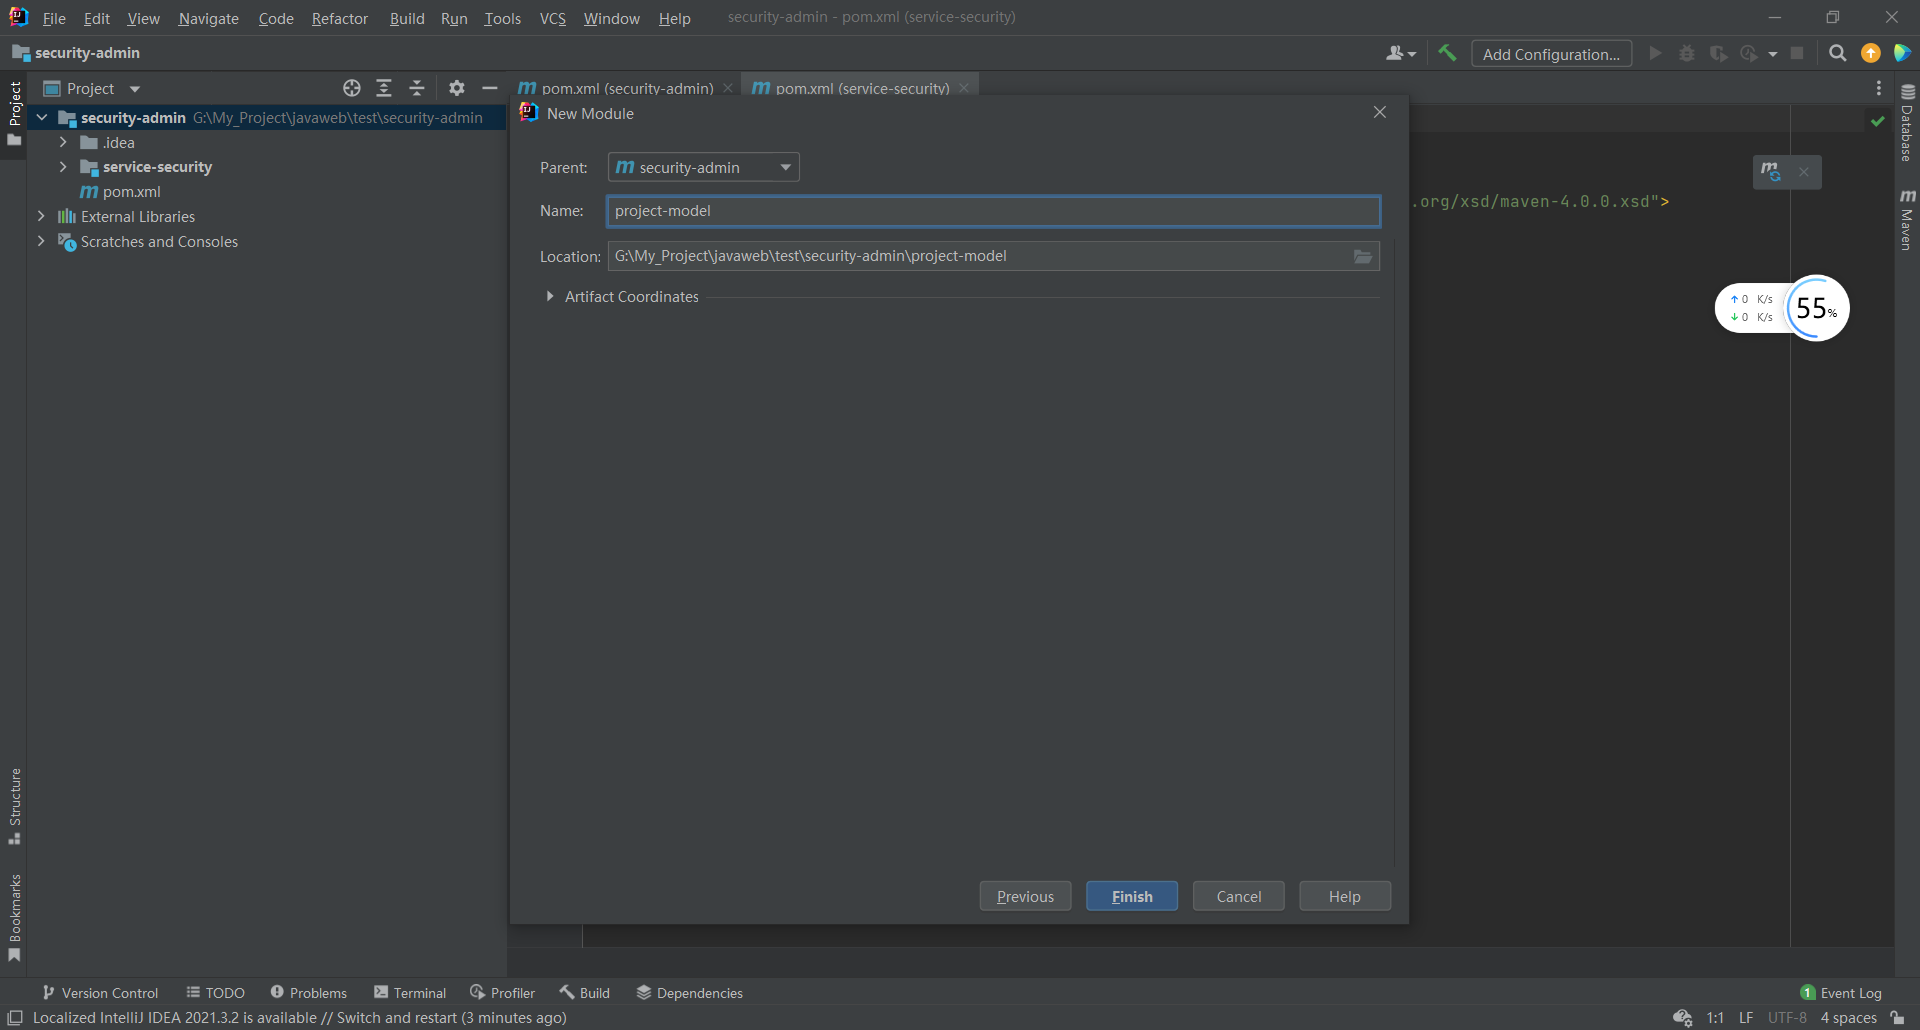 File Edit View Navigate Code Refactor Build Run Tools VCS Window Help security-admin - pom.xml (service-security)
security-admin
Add Configuration...
Project
Project
pom.xml (security-admin)
pom.xml (service-security)
security-admin G:\My_Project\javaweb\test\security-admin
.idea
service-security
pom.xml
External Libraries
Scratches and Consoles
New Module
Parent: m security-admin
Name: project-model
Location: G:\My_Project\javaweb\test\security-admin\project-model
Artifact Coordinates
.org/xsd/maven-4.0.0.xsd">
Database
Maven
0 K/s
0 K/s
55%
Structure
Bookmarks
Previous Finish Cancel Help
Version Control TODO Problems Terminal Profiler Build Dependencies
1 Event Log
Localized IntelliJ IDEA 2021.3.2 is available // Switch and restart (3 minutes ago)
1:1 LF UTF-8 4 spaces